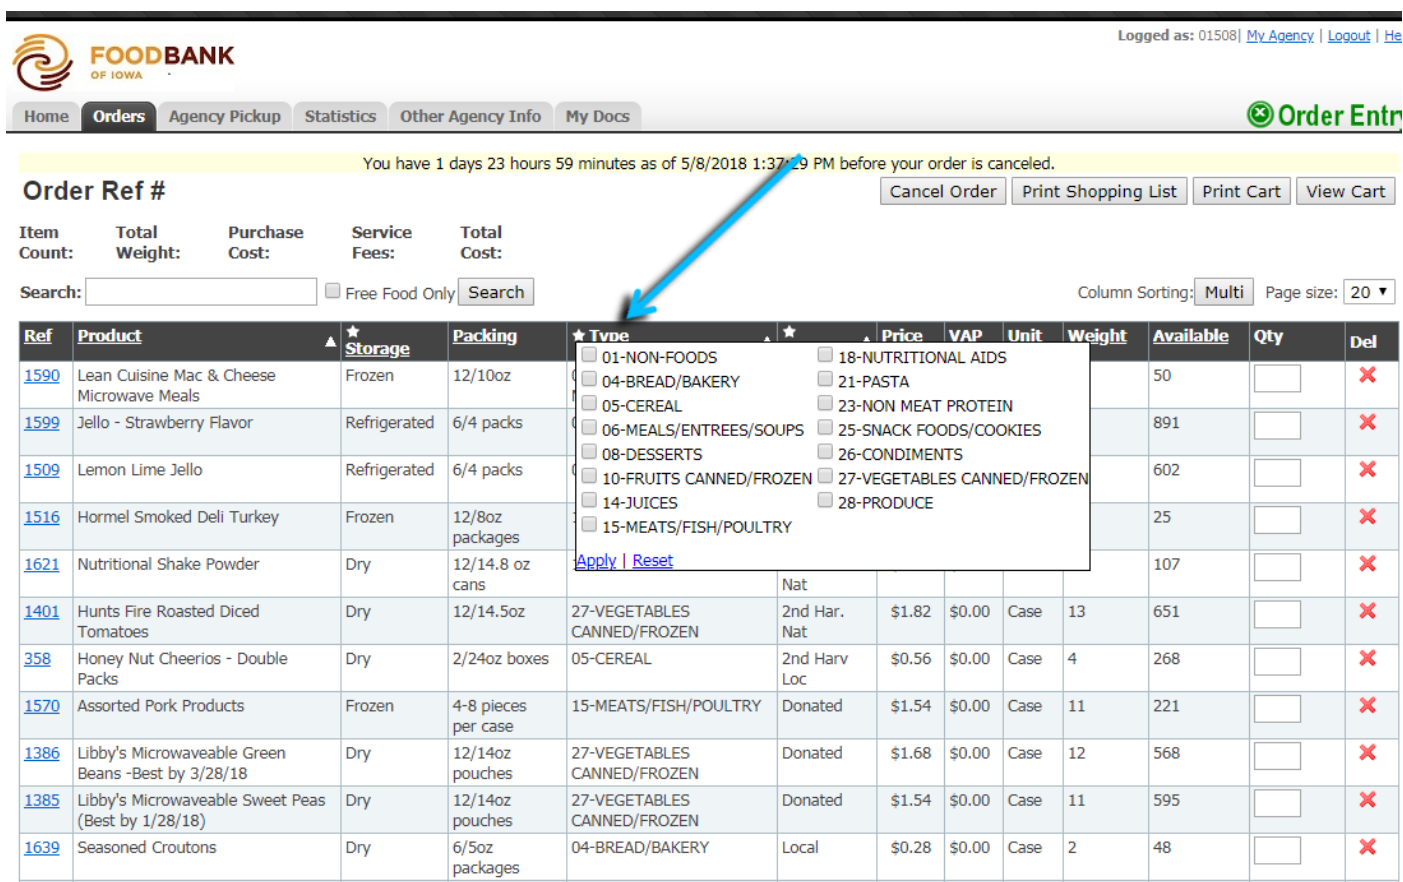 Logged as: 01508| My Agency | Logout | He
FOODBANK
OF IOWA
Home Orders Agency Pickup Statistics Other Agency Info My Docs
Order Entry
You have 1 days 23 hours 59 minutes as of 5/8/2018 1:37:29 PM before your order is canceled.
Order Ref #
Cancel Order Print Shopping List Print Cart View Cart
Item Total Purchase Service Total
Count: Weight: Cost: Fees: Cost:
Search: Free Food Only Search Column Sorting: Multi Page size: 20
Ref Product Storage Packing Type Price VAP Unit Weight Available Qty Del
01-NON-FOODS 18-NUTRITIONAL AIDS
04-BREAD/BAKERY 21-PASTA
05-CEREAL 23-NON MEAT PROTEIN
06-MEALS/ENTREES/SOUPS 25-SNACK FOODS/COOKIES
08-DESSERTS 26-CONDIMENTS
10-FRUITS CANNED/FROZEN 27-VEGETABLES CANNED/FROZEN
14-JUICES 28-PRODUCE
15-MEATS/FISH/POULTRY
Apply | Reset
1590 Lean Cuisine Mac & Cheese Frozen 12/10oz 50
Microwave Meals
1599 Jello - Strawberry Flavor Refrigerated 6/4 packs 891
1509 Lemon Lime Jello Refrigerated 6/4 packs 602
1516 Hormel Smoked Deli Turkey Frozen 12/8oz 25
packages
1621 Nutritional Shake Powder Dry 12/14.8 oz 107
cans Nat
1401 Hunts Fire Roasted Diced Dry 12/14.5oz 27-VEGETABLES 2nd Har. $1.82 $0.00 Case 13 651
Tomatoes CANNED/FROZEN Nat
358 Honey Nut Cheerios - Double Dry 2/24oz boxes 05-CEREAL 2nd Harv $0.56 $0.00 Case 4 268
Packs Loc
1570 Assorted Pork Products Frozen 4-8 pieces 15-MEATS/FISH/POULTRY Donated $1.54 $0.00 Case 11 221
per case
1386 Libby's Microwaveable Green Dry 12/14oz 27-VEGETABLES Donated $1.68 $0.00 Case 12 568
Beans -Best by 3/28/18 pouches CANNED/FROZEN
1385 Libby's Microwaveable Sweet Peas Dry 12/14oz 27-VEGETABLES Donated $1.54 $0.00 Case 11 595
(Best by 1/28/18) pouches CANNED/FROZEN
1639 Seasoned Croutons Dry 6/5oz 04-BREAD/BAKERY Local $0.28 $0.00 Case 2 48
packages